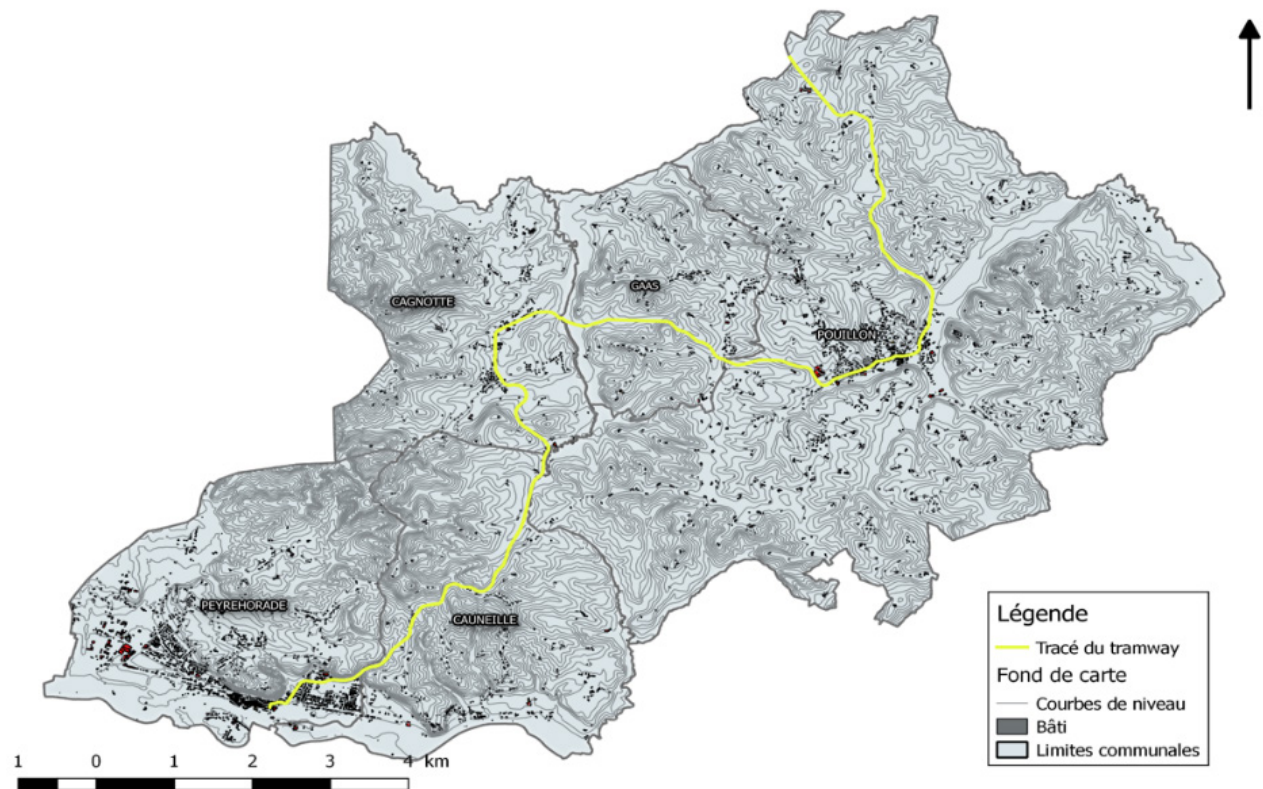 CAGNOTTE
GAAS
POUILLON
PEYREHORADE
CAUNEILLE
Légende
Tracé du tramway
Fond de carte
Courbes de niveau
Bâti
Limites communales
1 0 1 2 3 4 km